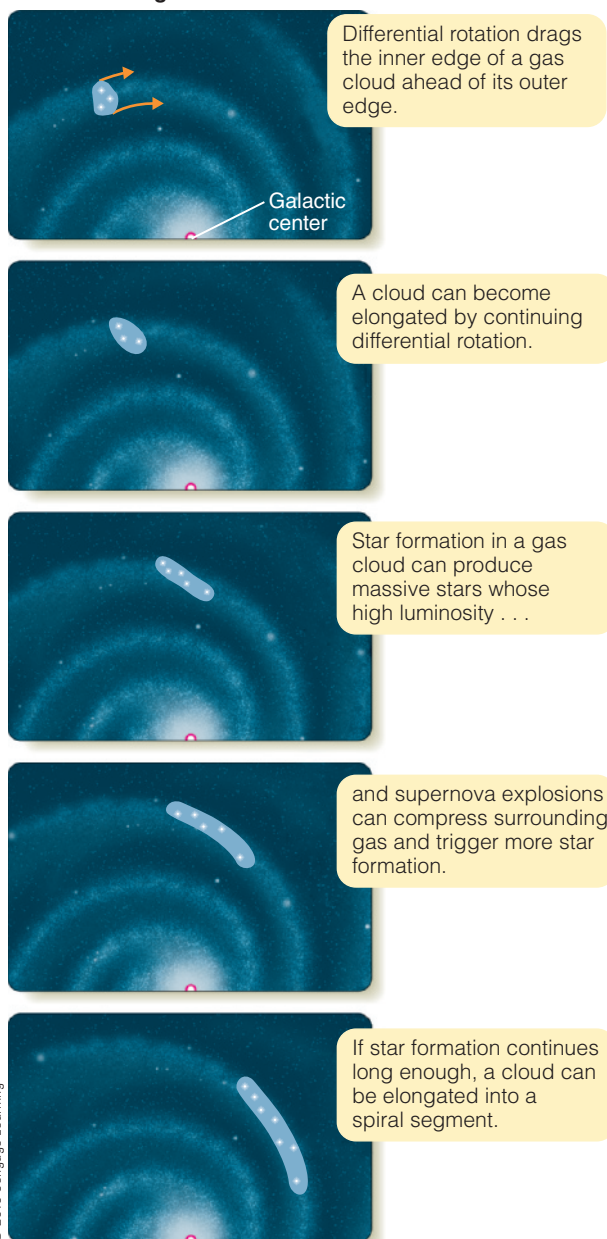 Differential rotation drags
the inner edge of a gas
cloud ahead of its outer
edge.
Galactic
center
A cloud can become
elongated by continuing
differential rotation.
Star formation in a gas
cloud can produce
massive stars whose
high luminosity . . .
and supernova explosions
can compress surrounding
gas and trigger more star
formation.
If star formation continues
long enough, a cloud can
be elongated into a
spiral segment.
Cengage Learning